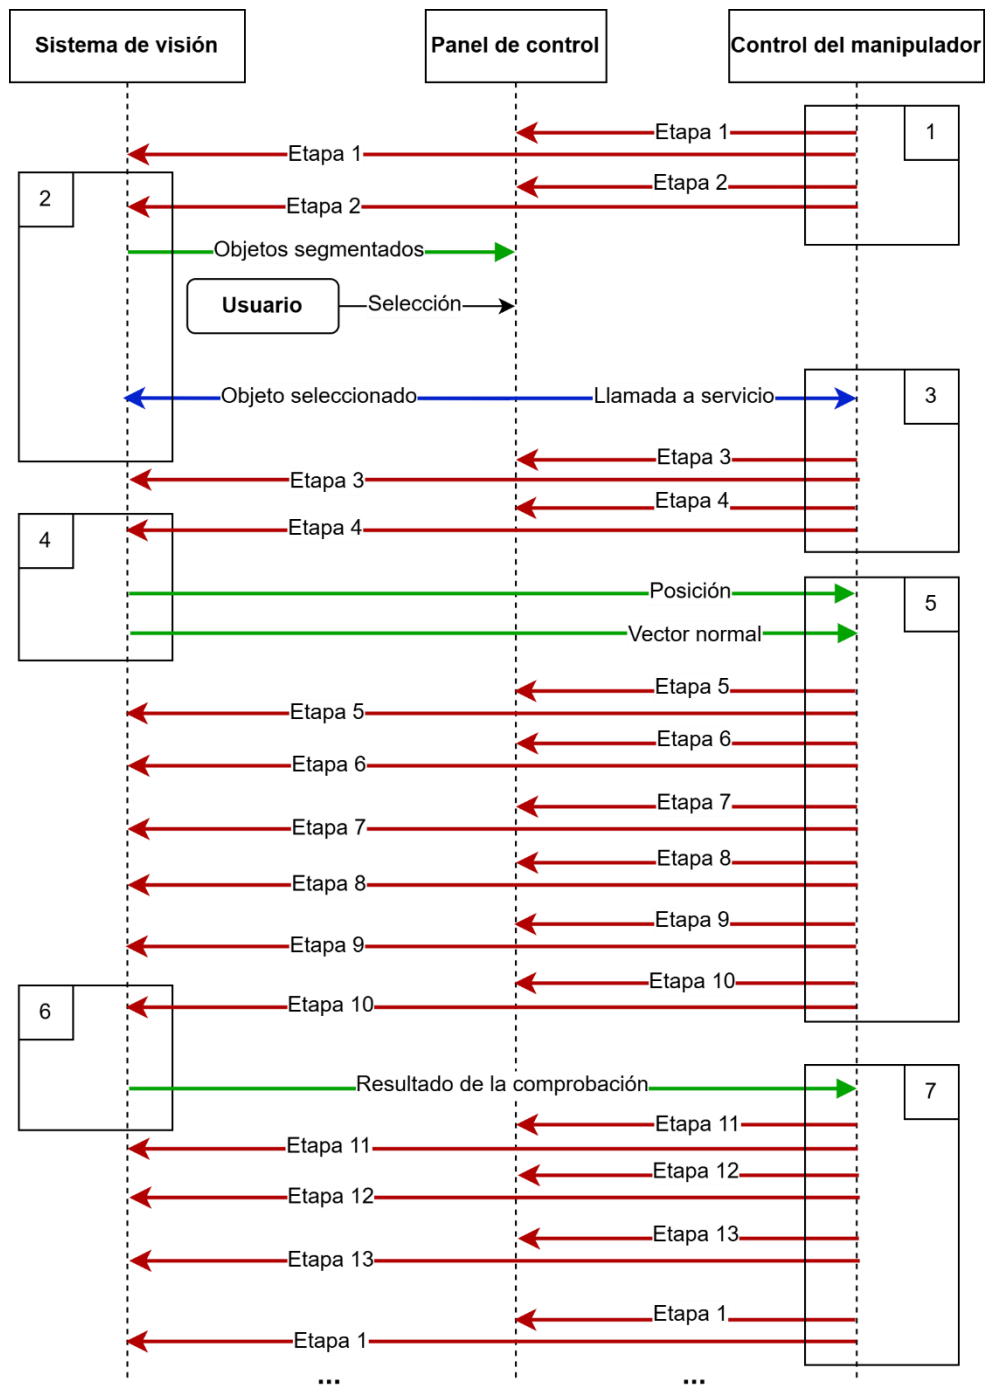 Sistema de visión
Panel de control
Control del manipulador
1
Etapa 1
Etapa 1
2
Etapa 2
Etapa 2
Objetos segmentados
Usuario
Selección
3
Objeto seleccionado
Llamada a servicio
Etapa 3
Etapa 3
Etapa 4
4
Etapa 4
Posición
5
Vector normal
Etapa 5
Etapa 5
Etapa 6
Etapa 6
Etapa 7
Etapa 7
Etapa 8
Etapa 8
Etapa 9
Etapa 9
Etapa 10
6
Etapa 10
Resultado de la comprobación
7
Etapa 11
Etapa 11
Etapa 12
Etapa 12
Etapa 13
Etapa 13
Etapa 1
Etapa 1
...
...